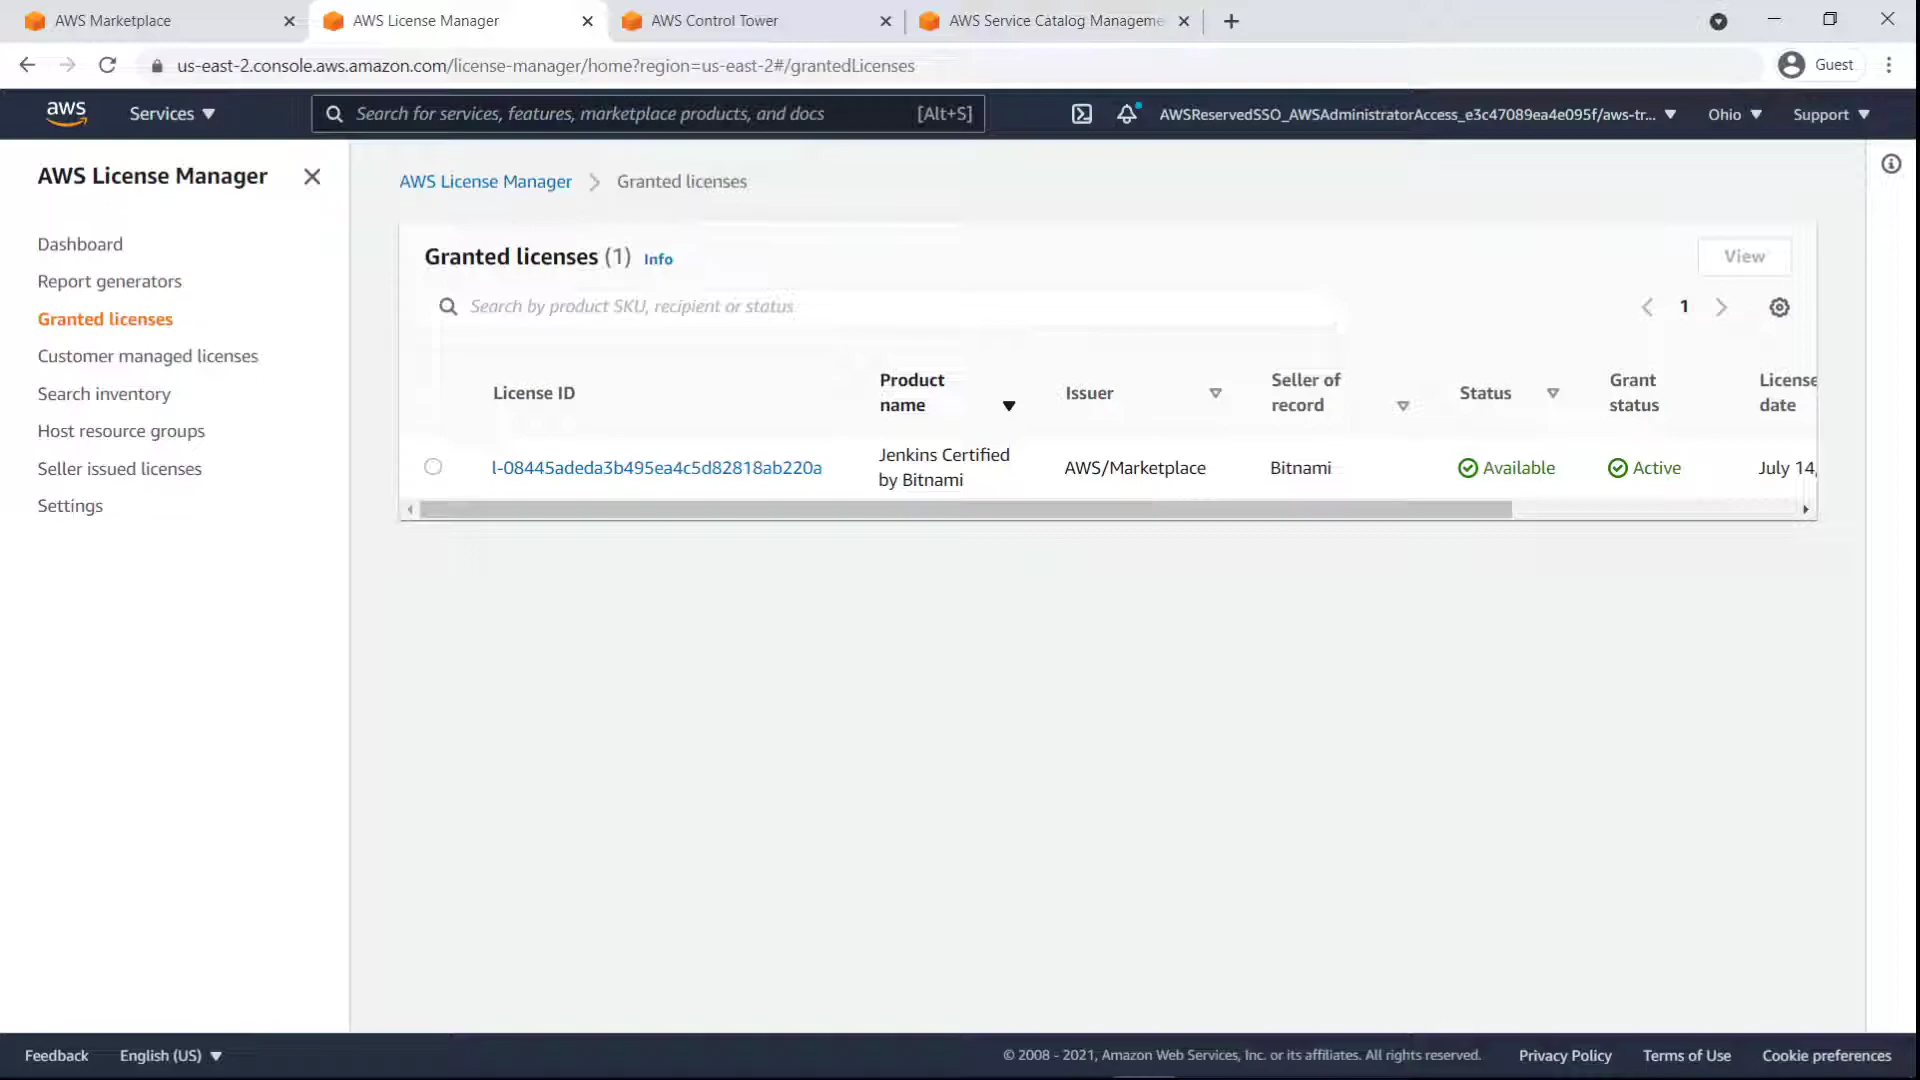 AWS Marketplace
AWS License Manager
AWS Control Tower
AWS Service Catalog Manageme
us-east-2.console.aws.amazon.com/license-manager/home?region=us-east-2#/grantedLicenses
Guest
aws
Services
Search for services, features, marketplace products, and docs
[Alt+S]
AWSReservedSSO_AWSAdministratorAccess_e3c47089ea4e095f/aws-tr...
Ohio
Support
AWS License Manager
Dashboard
Report generators
Granted licenses
Customer managed licenses
Search inventory
Host resource groups
Seller issued licenses
Settings
AWS License Manager
Granted licenses
Granted licenses (1) Info
View
Search by product SKU, recipient or status
1
License ID
Product
name
Issuer
Seller of
record
Status
Grant
status
License
date
l-08445adeda3b495ea4c5d82818ab220a
Jenkins Certified
by Bitnami
AWS/Marketplace
Bitnami
Available
Active
July 14,
Feedback
English (US)
© 2008 - 2021, Amazon Web Services, Inc. or its affiliates. All rights reserved.
Privacy Policy
Terms of Use
Cookie preferences